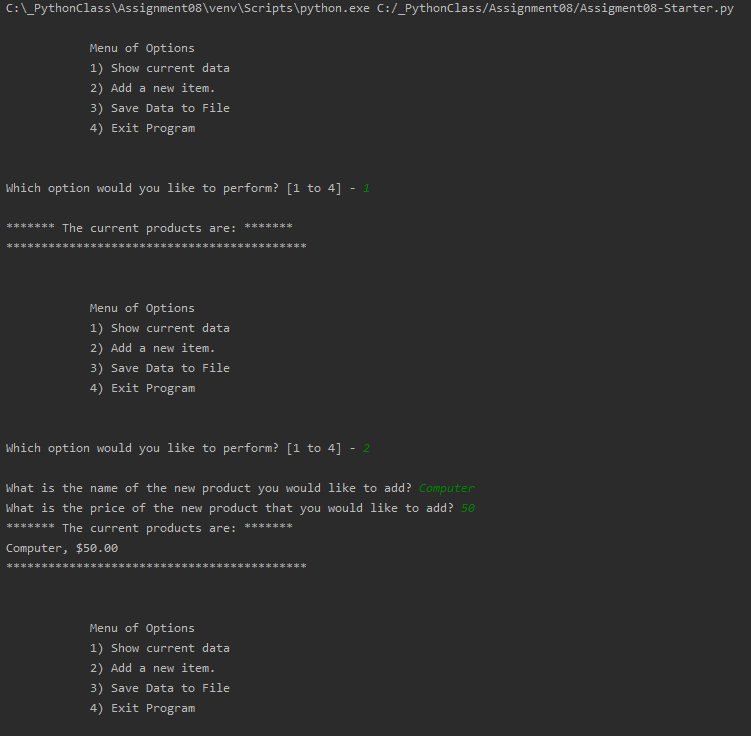 C:\_PythonClass\Assignment08\venv\Scripts\python.exe C:/_PythonClass/Assignment08/Assigment08-Starter.py
Menu of Options
1) Show current data
2) Add a new item.
3) Save Data to File
4) Exit Program
Which option would you like to perform? [1 to 4] - 1
******* The current products are: *******
*******************************************
Menu of Options
1) Show current data
2) Add a new item.
3) Save Data to File
4) Exit Program
Which option would you like to perform? [1 to 4] - 2
What is the name of the new product you would like to add? Computer
What is the price of the new product that you would like to add? 50
******* The current products are: *******
Computer, $50.00
*******************************************
Menu of Options
1) Show current data
2) Add a new item.
3) Save Data to File
4) Exit Program